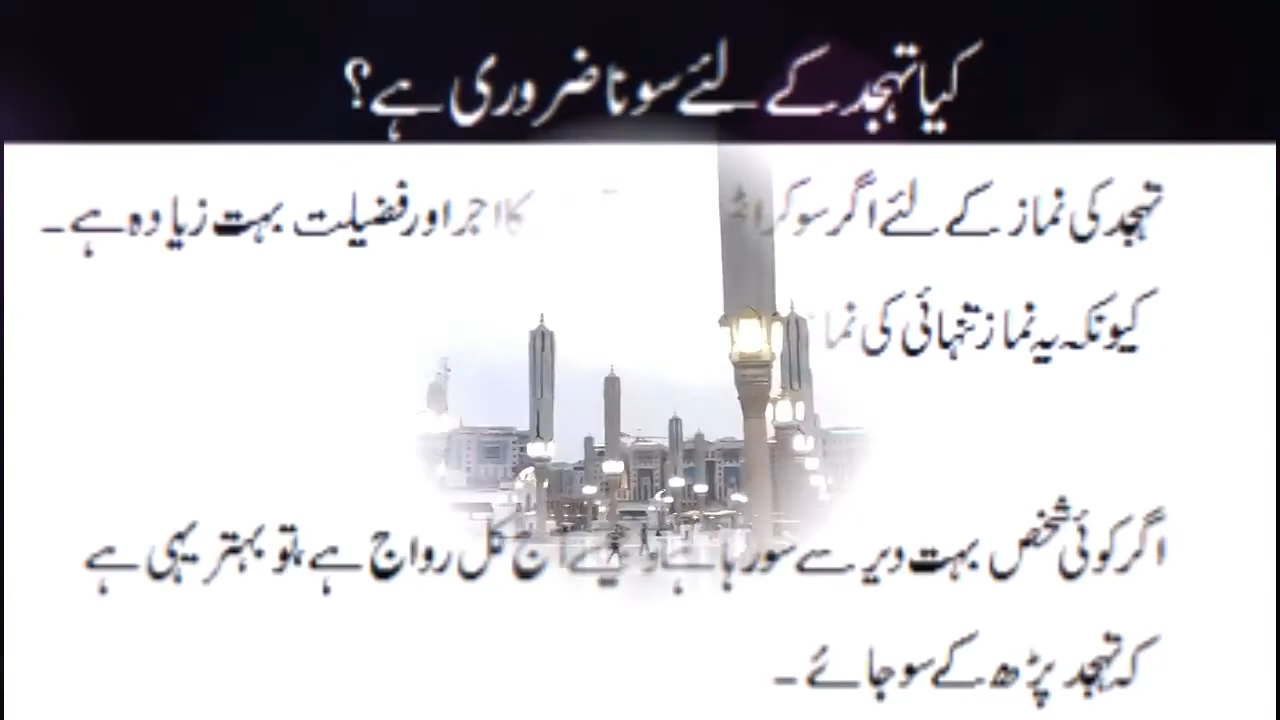 کیا تہجد کے لئے سونا ضروری ہے؟
تہجد کی نماز کے لئے اگر سو کر کا اجر اور فضیلت بہت زیادہ ہے ۔
کیونکہ یہ نماز تنہائی کی
اگر کوئی شخص بہت دیر سے سو رہا ہے آج کل رواج ہے ،تو بہتر یہی ہے
کہ تہجد پڑھ کے سو جائے ۔